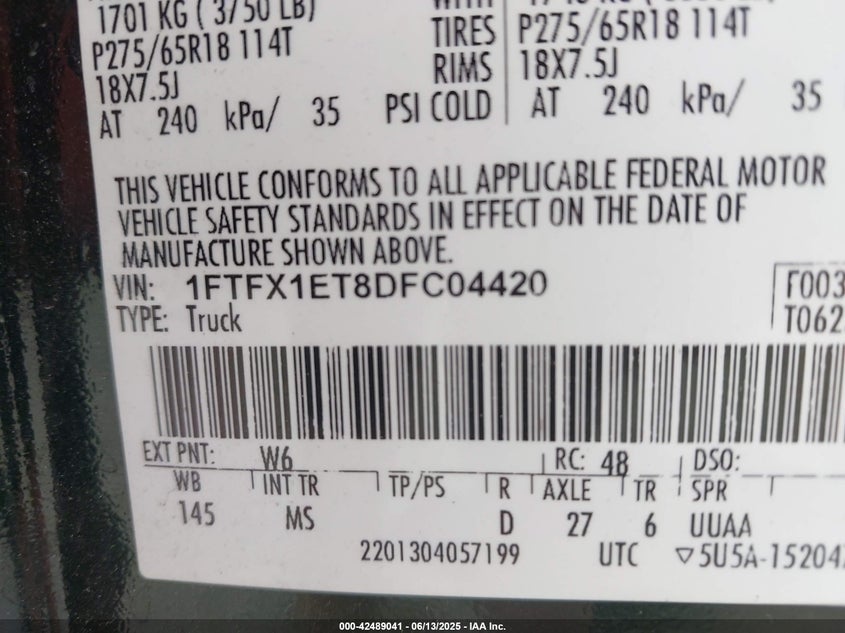 1701 KG ( 3750 LB)
P275/65R18 114T
18X7.5J
AT 240 kPa/ 35 PSI COLD
WITH
TIRES P275/65R18 114T
RIMS 18X7.5J
AT 240 kPa/ 35
THIS VEHICLE CONFORMS TO ALL APPLICABLE FEDERAL MOTOR
VEHICLE SAFETY STANDARDS IN EFFECT ON THE DATE OF
MANUFACTURE SHOWN ABOVE.
VIN: 1FTFX1ET8DFC04420
TYPE: Truck
F003
T062
EXT PNT: W6 RC: 48 DSO:
WB INT TR TP/PS R AXLE TR SPR
145 MS D 27 6 UUAA
2201304057199 UTC ▽5U5A-15204
000-42489041 - 06/13/2025 - IAA Inc.